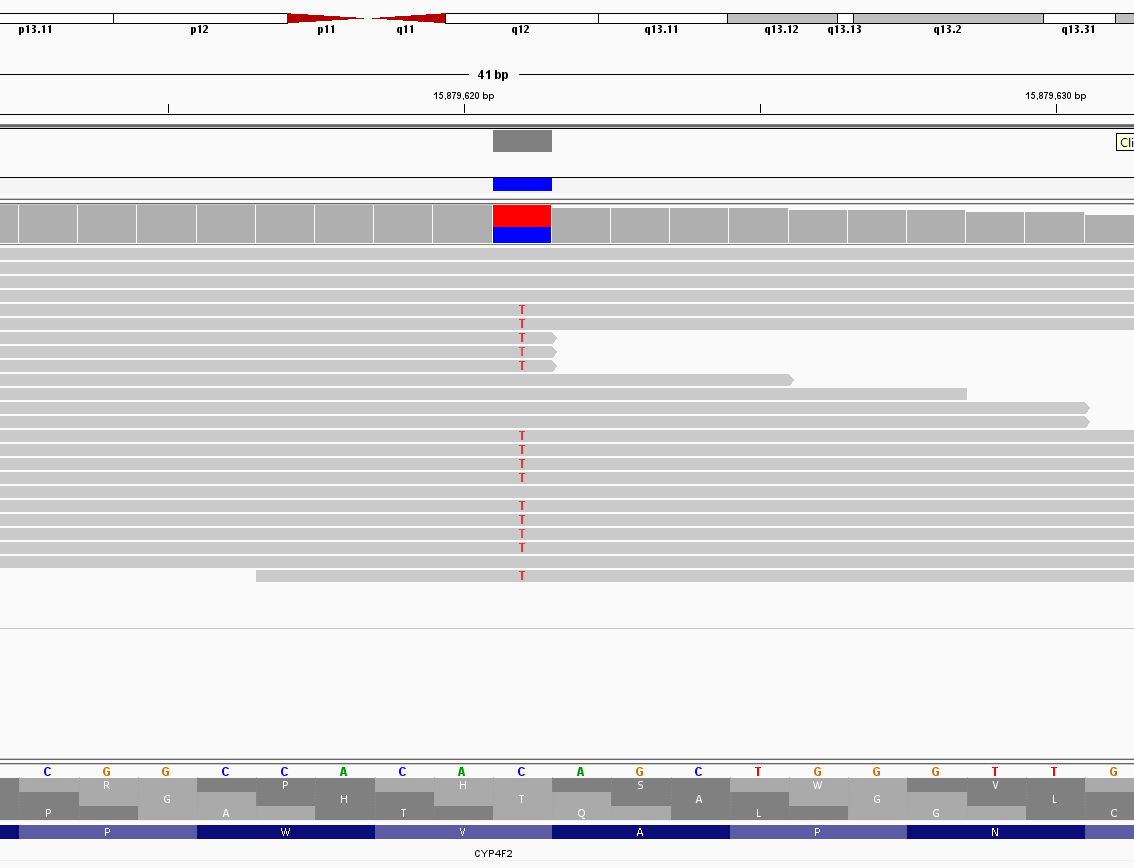 p13.11 p12 p11 q11 q12 q13.11 q13.12 q13.13 q13.2 q13.31
41 bp
15,879,620 bp 15,879,630 bp
Cli
T
T
T
T
T
T
T
T
T
T
T
T
T
T
C G G C C A C A C A G C T G G G T T G
R P H S W V
G H T A G L
P A T Q L G C
P W V A P N
CYP4F2